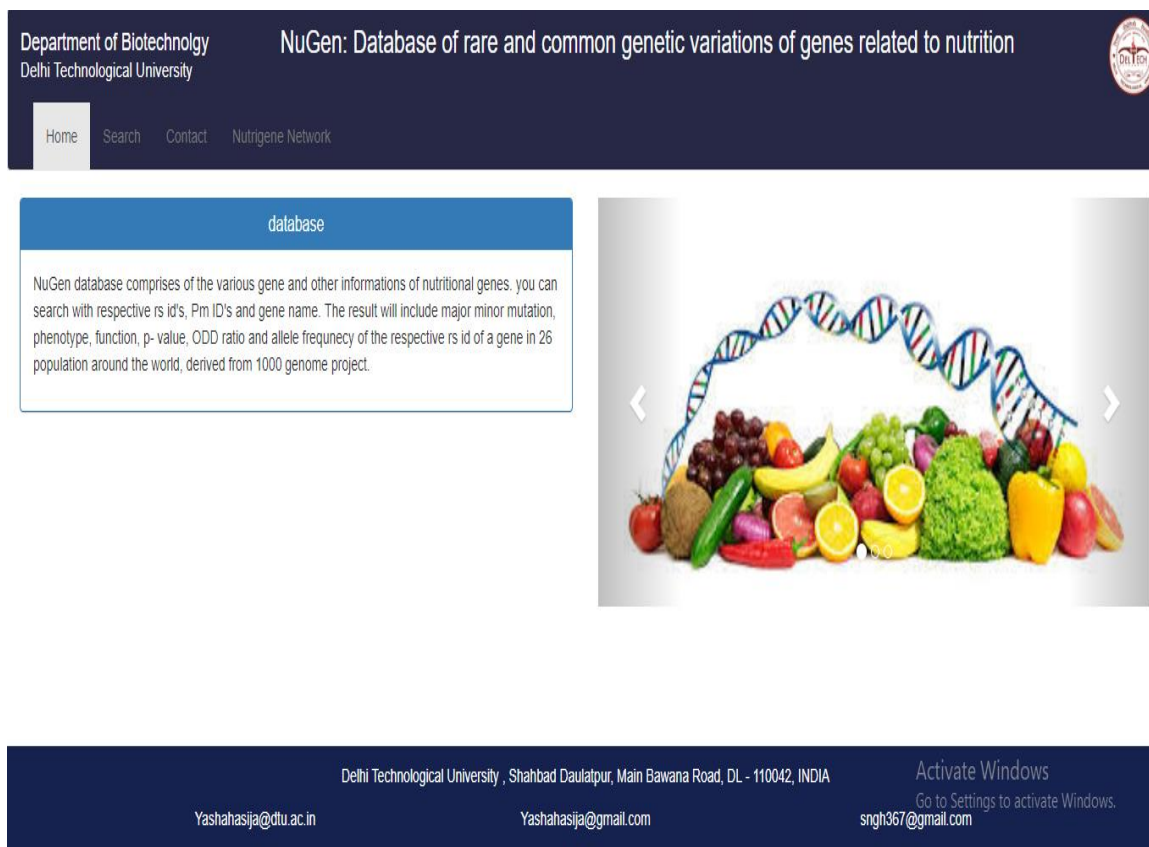 Department of Biotechnolgy
Delhi Technological University
NuGen: Database of rare and common genetic variations of genes related to nutrition
DELTECH
Home Search Contact Nutrigene Network
database
NuGen database comprises of the various gene and other informations of nutritional genes. you can
search with respective rs id's, Pm ID's and gene name. The result will include major minor mutation,
phenotype, function, p- value, ODD ratio and allele frequnecy of the respective rs id of a gene in 26
population around the world, derived from 1000 genome project.
Delhi Technological University , Shahbad Daulatpur, Main Bawana Road, DL - 110042, INDIA
Activate Windows
Go to Settings to activate Windows.
Yashahasija@dtu.ac.in Yashahasija@gmail.com sngh367@gmail.com